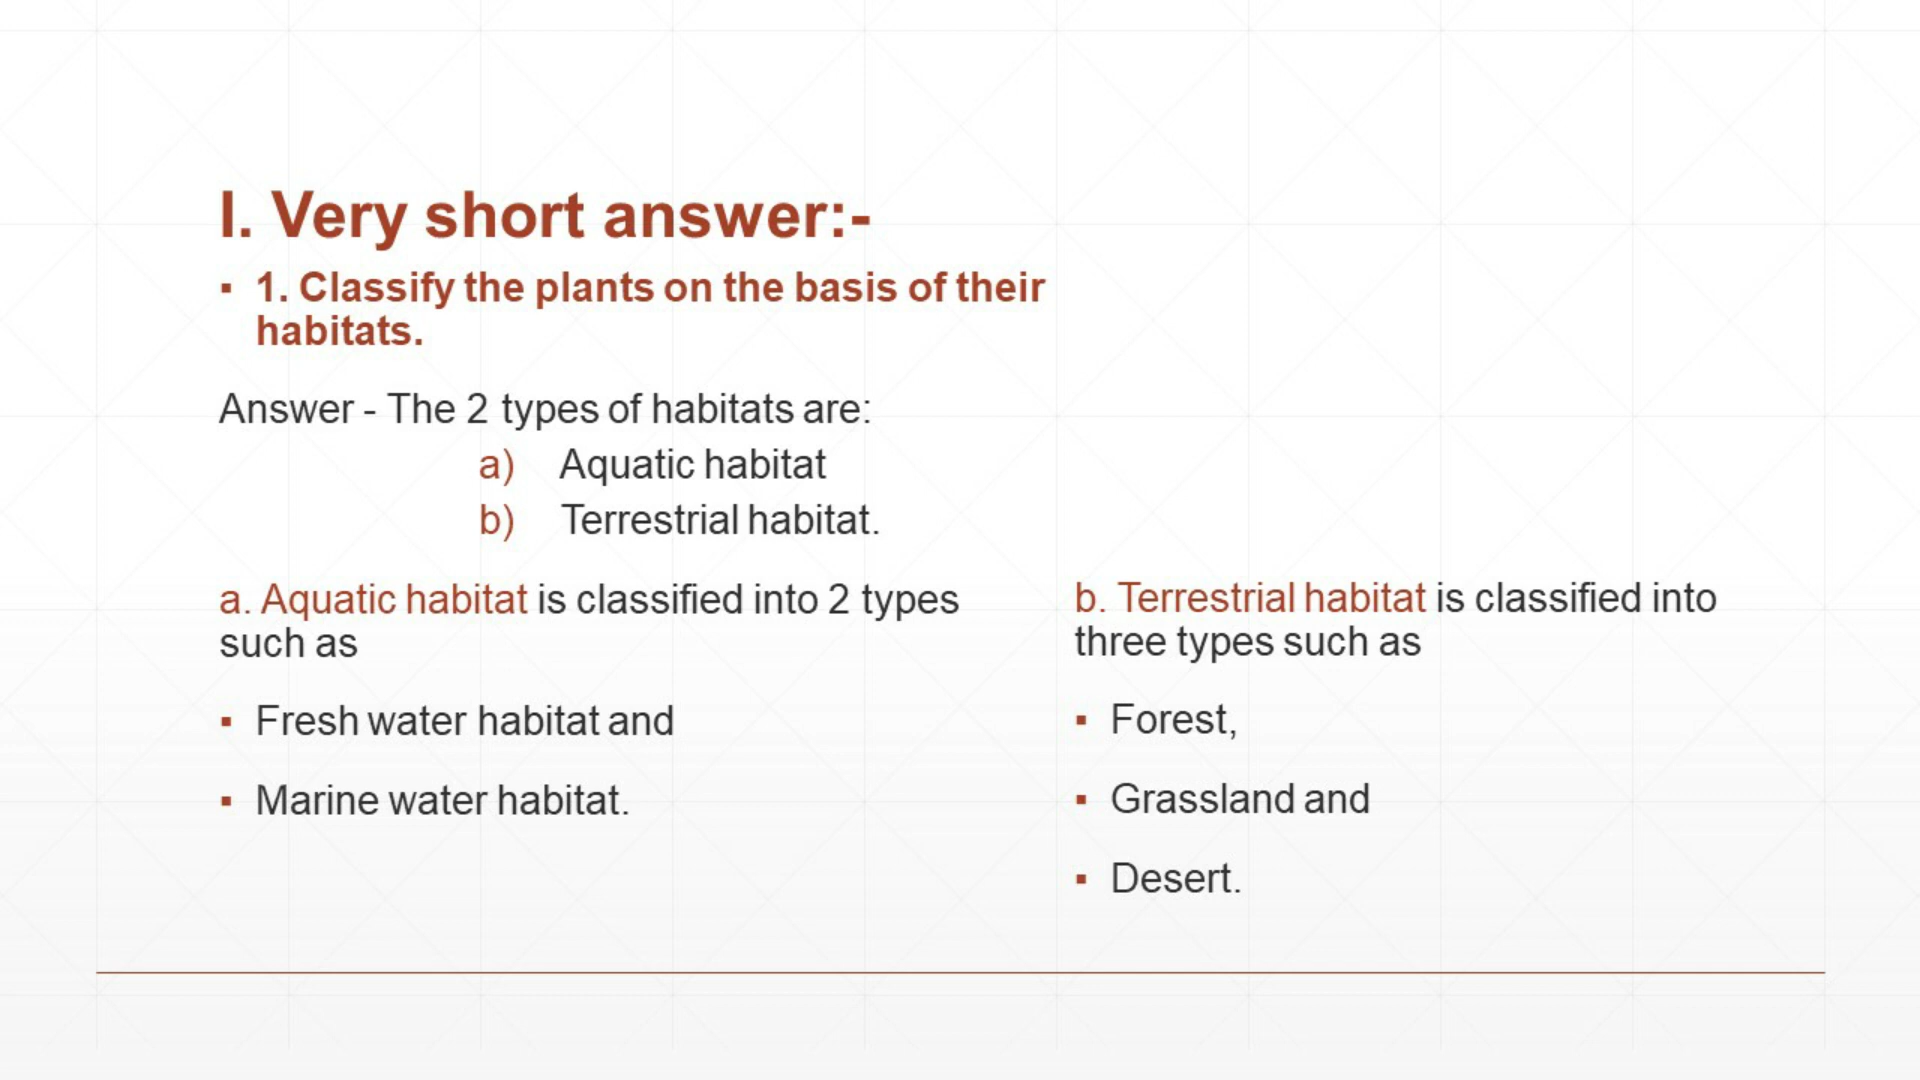 I. Very short answer:-
▪ 1. Classify the plants on the basis of their
habitats.
Answer - The 2 types of habitats are:
a) Aquatic habitat
b) Terrestrial habitat.
a. Aquatic habitat is classified into 2 types
such as
▪ Fresh water habitat and
▪ Marine water habitat.
b. Terrestrial habitat is classified into
three types such as
▪ Forest,
▪ Grassland and
▪ Desert.